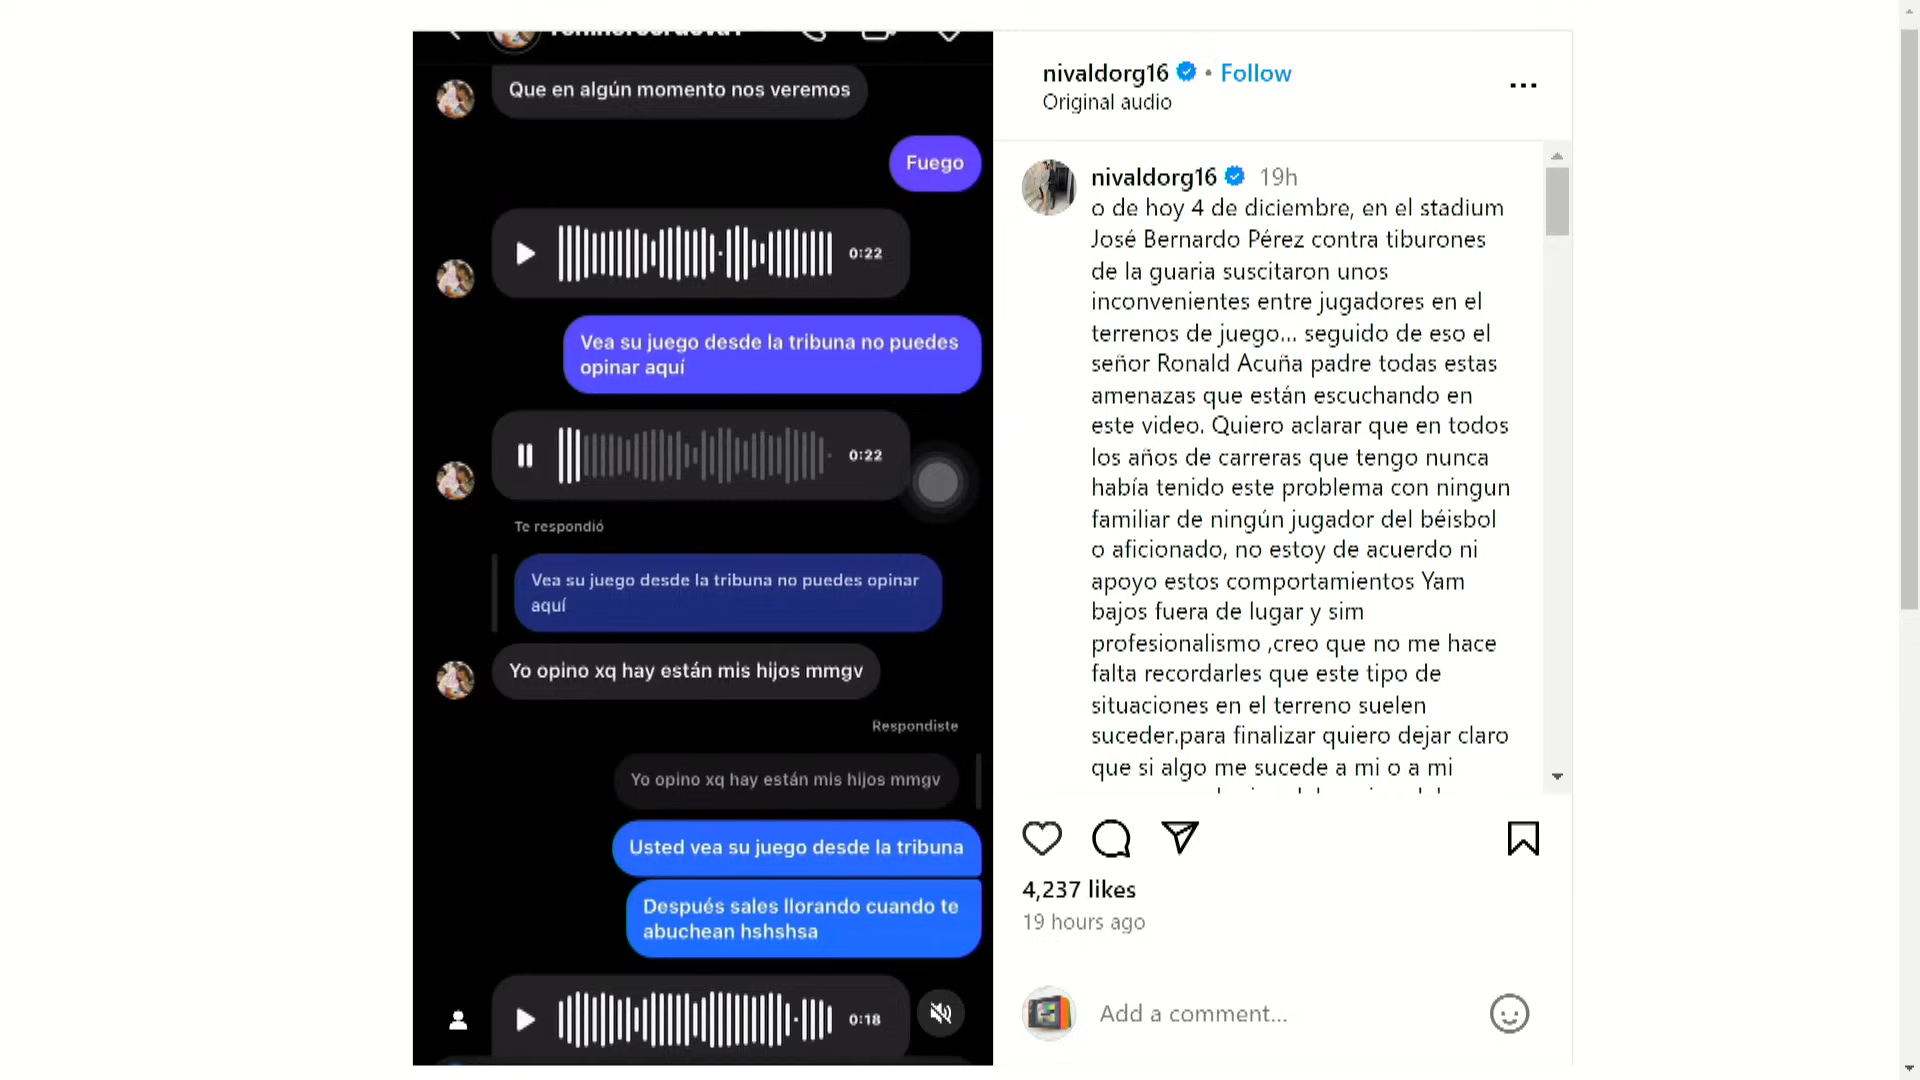 Que en algún momento nos veremos
Fuego
0:22
Vea su juego desde la tribuna no puedes
opinar aquí
0:22
Te respondió
Vea su juego desde la tribuna no puedes opinar
aquí
Yo opino xq hay están mis hijos mmgv
Respondiste
Yo opino xq hay están mis hijos mmgv
Usted vea su juego desde la tribuna
Después sales llorando cuando te
abuchean hshshsa
0:18
nivaldorg16 • Follow
Original audio
nivaldorg16 19h
o de hoy 4 de diciembre, en el stadium
José Bernardo Pérez contra tiburones
de la guaria suscitaron unos
inconvenientes entre jugadores en el
terrenos de juego... seguido de eso el
señor Ronald Acuña padre todas estas
amenazas que están escuchando en
este video. Quiero aclarar que en todos
los años de carreras que tengo nunca
había tenido este problema con ningun
familiar de ningún jugador del béisbol
o aficionado, no estoy de acuerdo ni
apoyo estos comportamientos Yam
bajos fuera de lugar y sim
profesionalismo ,creo que no me hace
falta recordarles que este tipo de
situaciones en el terreno suelen
suceder.para finalizar quiero dejar claro
que si algo me sucede a mi o a mi
4,237 likes
19 hours ago
Add a comment...